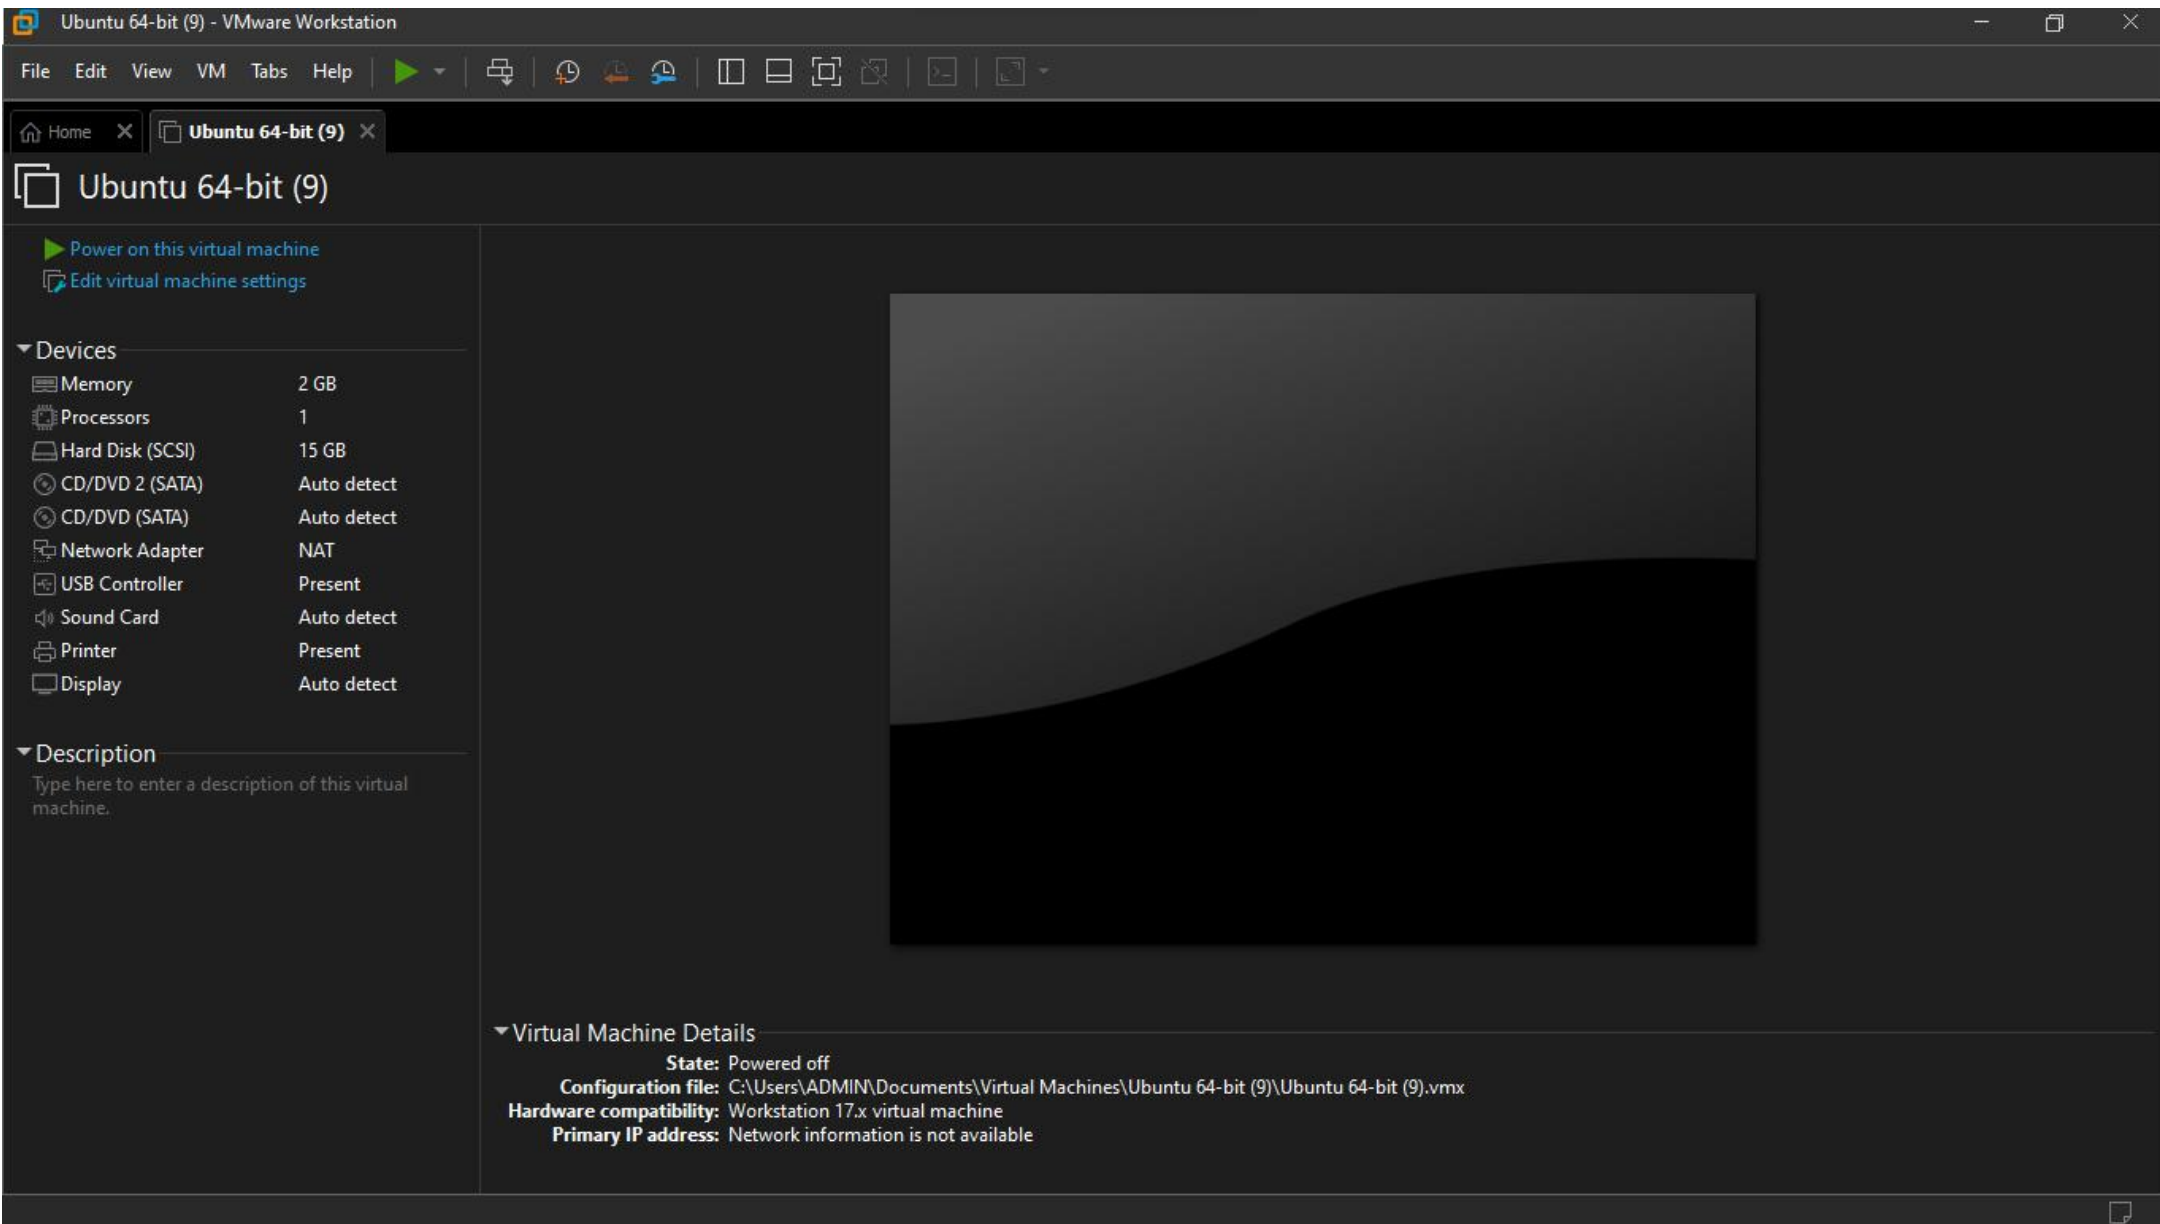 Ubuntu 64-bit (9) - VMware Workstation
File Edit View VM Tabs Help
Home Ubuntu 64-bit (9)
Ubuntu 64-bit (9)
Power on this virtual machine
Edit virtual machine settings
Devices
Memory 2 GB
Processors 1
Hard Disk (SCSI) 15 GB
CD/DVD 2 (SATA) Auto detect
CD/DVD (SATA) Auto detect
Network Adapter NAT
USB Controller Present
Sound Card Auto detect
Printer Present
Display Auto detect
Description
Type here to enter a description of this virtual
machine.
Virtual Machine Details
State: Powered off
Configuration file: C:\Users\ADMIN\Documents\Virtual Machines\Ubuntu 64-bit (9)\Ubuntu 64-bit (9).vmx
Hardware compatibility: Workstation 17.x virtual machine
Primary IP address: Network information is not available